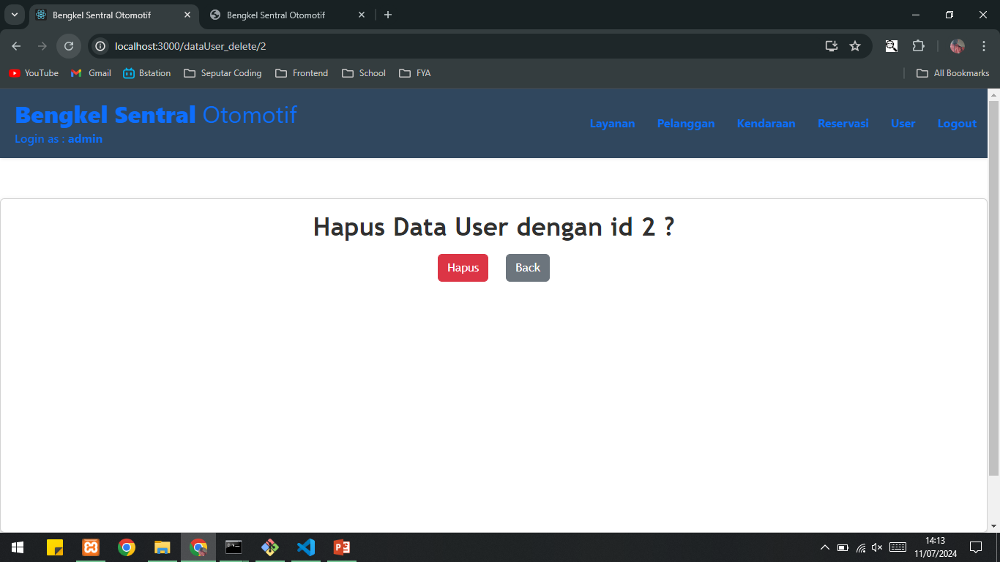 Bengkel Sentral Otomotif
Bengkel Sentral Otomotif
localhost:3000/dataUser_delete/2
YouTube Gmail Bstation Seputar Coding Frontend School FYA All Bookmarks
Bengkel Sentral Otomotif
Login as : admin
Layanan Pelanggan Kendaraan Reservasi User Logout
Hapus Data User dengan id 2 ?
Hapus Back
14:13
11/07/2024